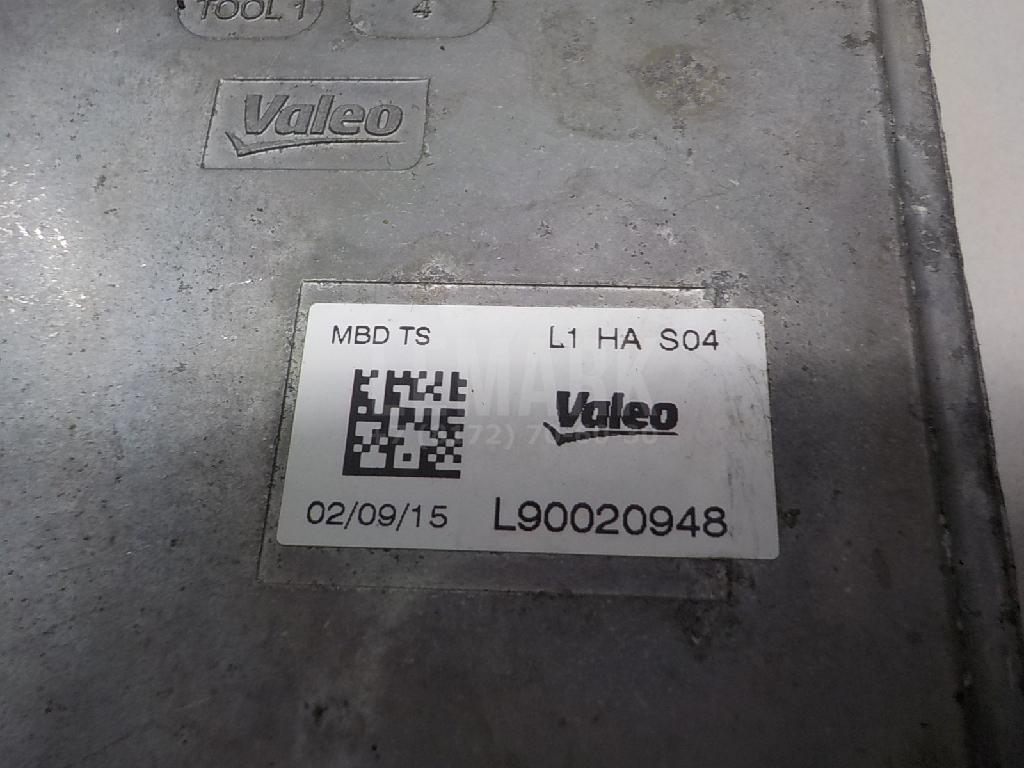 TOOL 1 4
Valeo
MBD TS L1 HA S04
Valeo
02/09/15 L90020948